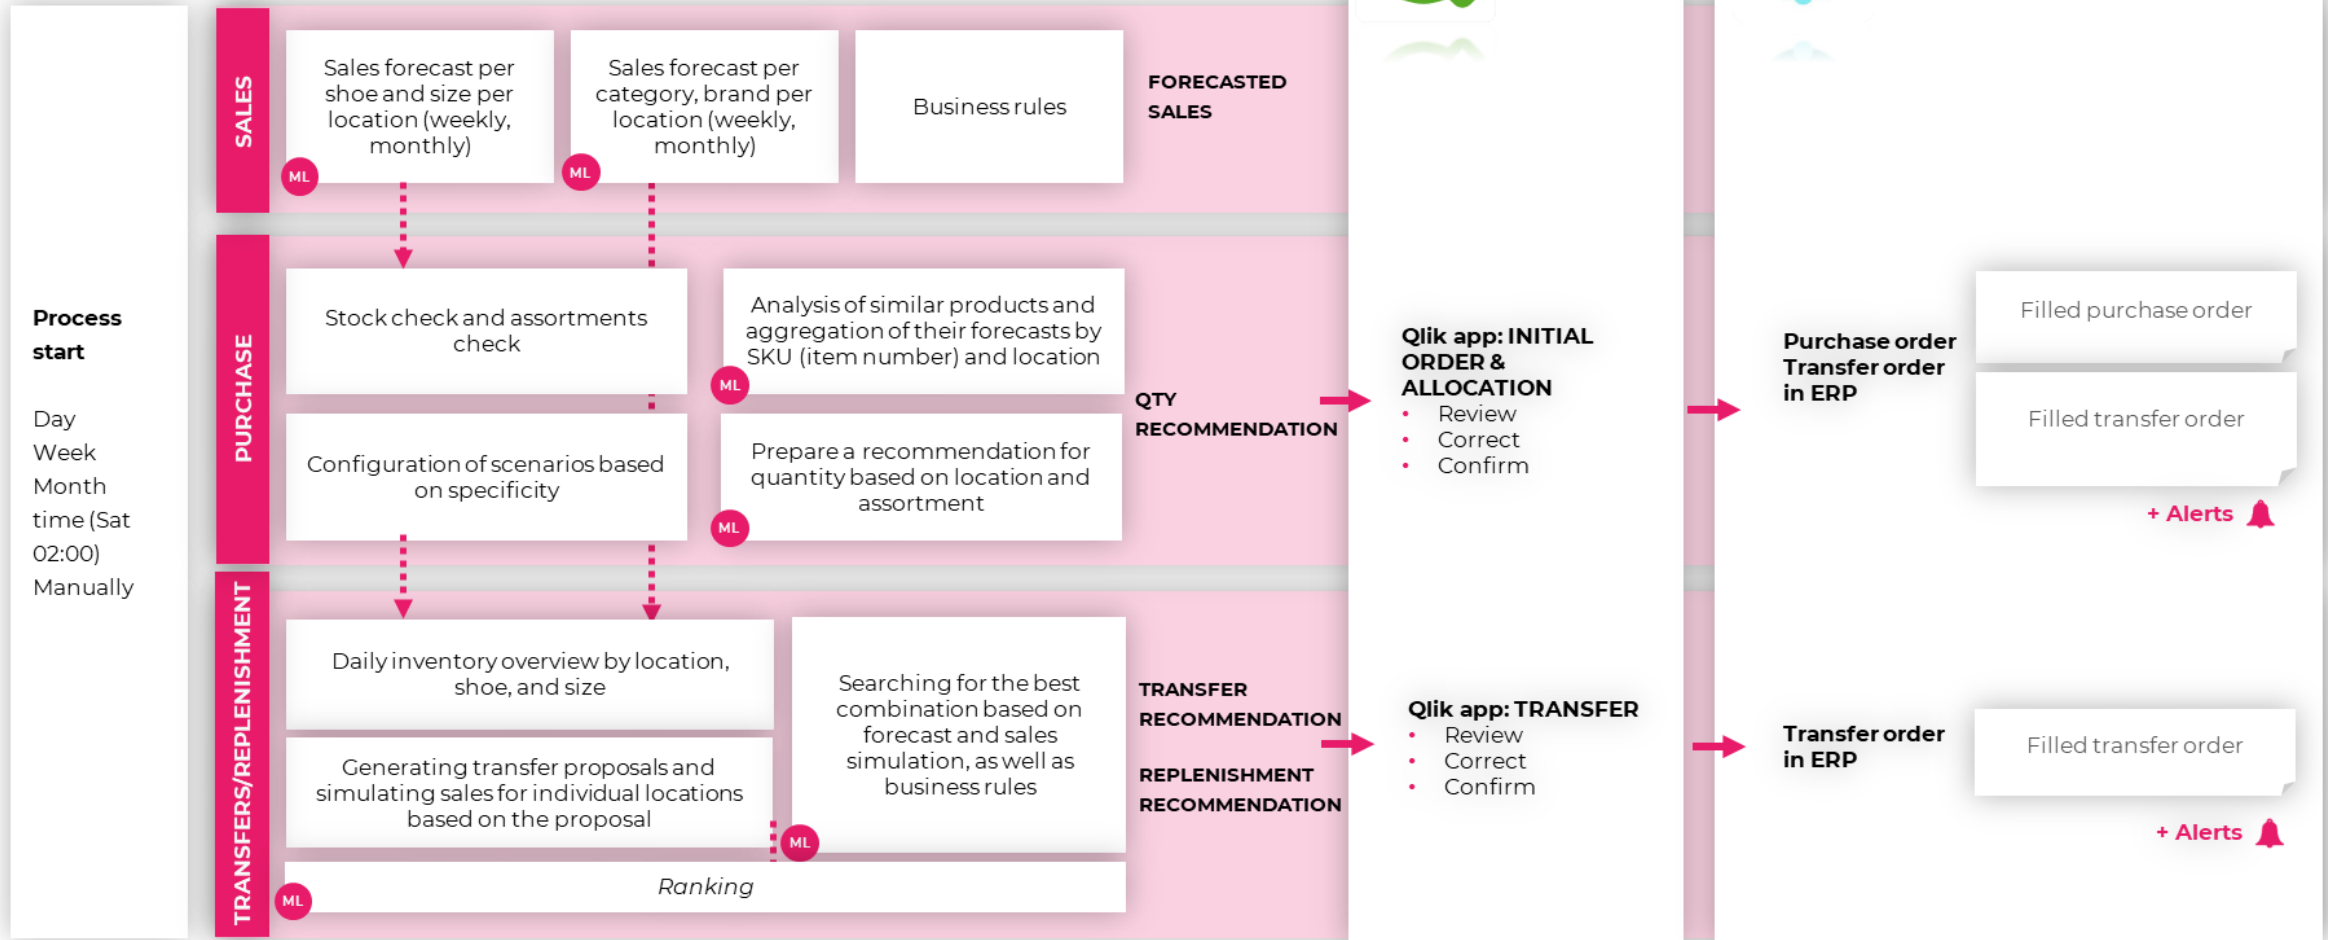 Process
start
Day
Week
Month
time (Sat
02:00)
Manually
SALES
Sales forecast per
shoe and size per
location (weekly,
monthly)
ML
Sales forecast per
category, brand per
location (weekly,
monthly)
ML
Business rules
FORECASTED
SALES
PURCHASE
Stock check and assortments
check
Analysis of similar products and
aggregation of their forecasts by
SKU (item number) and location
ML
Configuration of scenarios based
on specificity
Prepare a recommendation for
quantity based on location and
assortment
ML
QTY
RECOMMENDATION
Qlik app: INITIAL
ORDER &
ALLOCATION
• Review
• Correct
• Confirm
Purchase order
Transfer order
in ERP
Filled purchase order
Filled transfer order
+ Alerts
TRANSFERS/REPLENISHMENT
Daily inventory overview by location,
shoe, and size
Generating transfer proposals and
simulating sales for individual locations
based on the proposal
Searching for the best
combination based on
forecast and sales
simulation, as well as
business rules
ML
Ranking
ML
TRANSFER
RECOMMENDATION
REPLENISHMENT
RECOMMENDATION
Qlik app: TRANSFER
• Review
• Correct
• Confirm
Transfer order
in ERP
Filled transfer order
+ Alerts